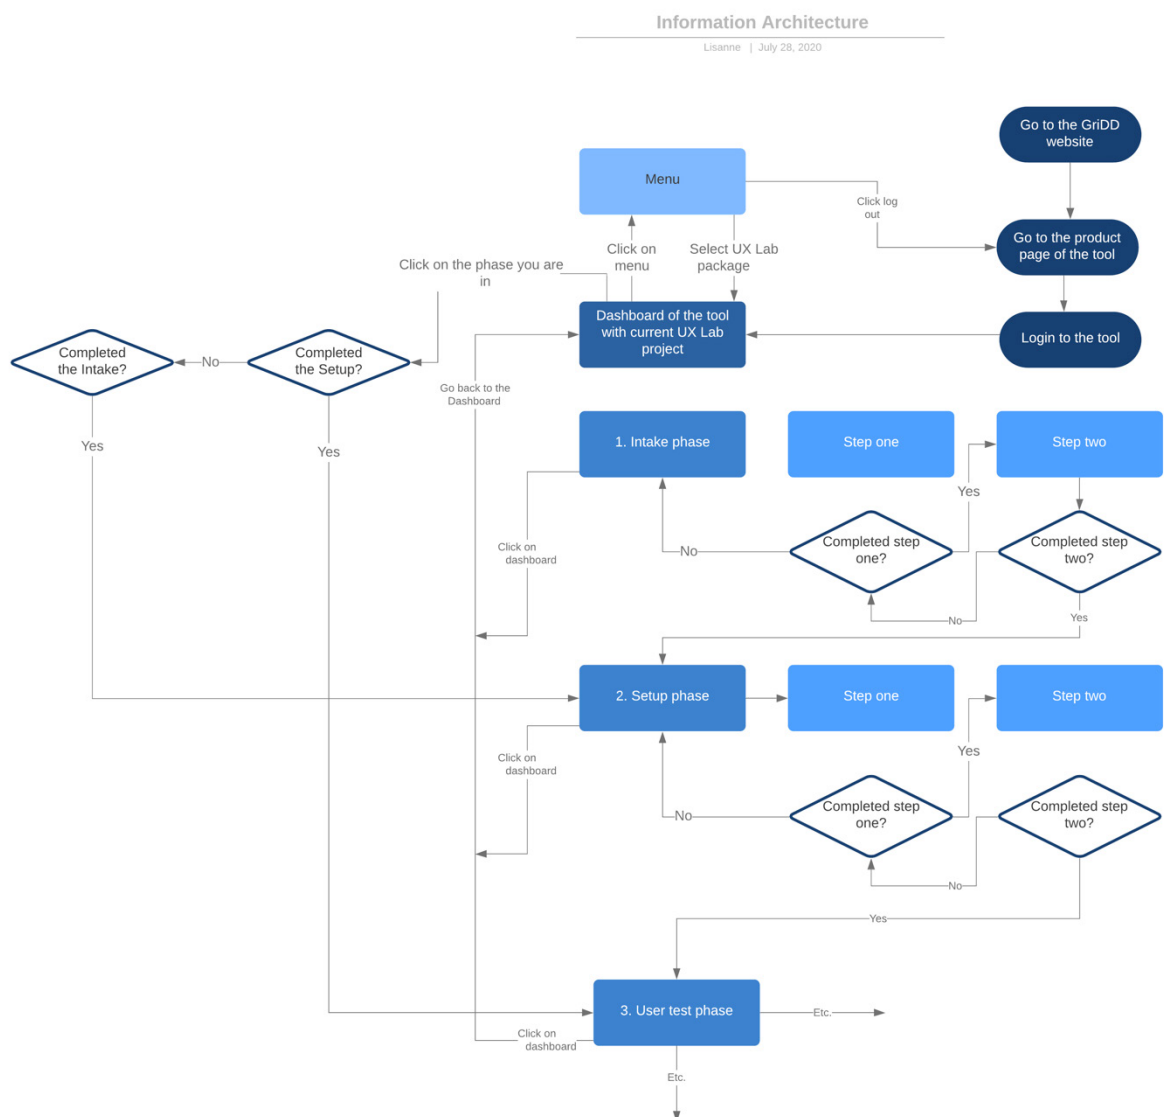 Information Architecture
Lisanne | July 28, 2020
Go to the GriDD
website
Menu
Click log
out
Go to the product
page of the tool
Click on
menu
Select UX Lab
package
Click on the phase you are
in
Dashboard of the tool
with current UX Lab
project
Login to the tool
Completed
the Intake?
No
Completed
the Setup?
Go back to the
Dashboard
Yes
Yes
1. Intake phase
Step one
Step two
Yes
Click on
dashboard
No
Completed step
one?
Completed step
two?
No
Yes
2. Setup phase
Step one
Step two
Click on
dashboard
Yes
No
Completed step
one?
Completed step
two?
No
Yes
3. User test phase
Etc.
Click on
dashboard
Etc.